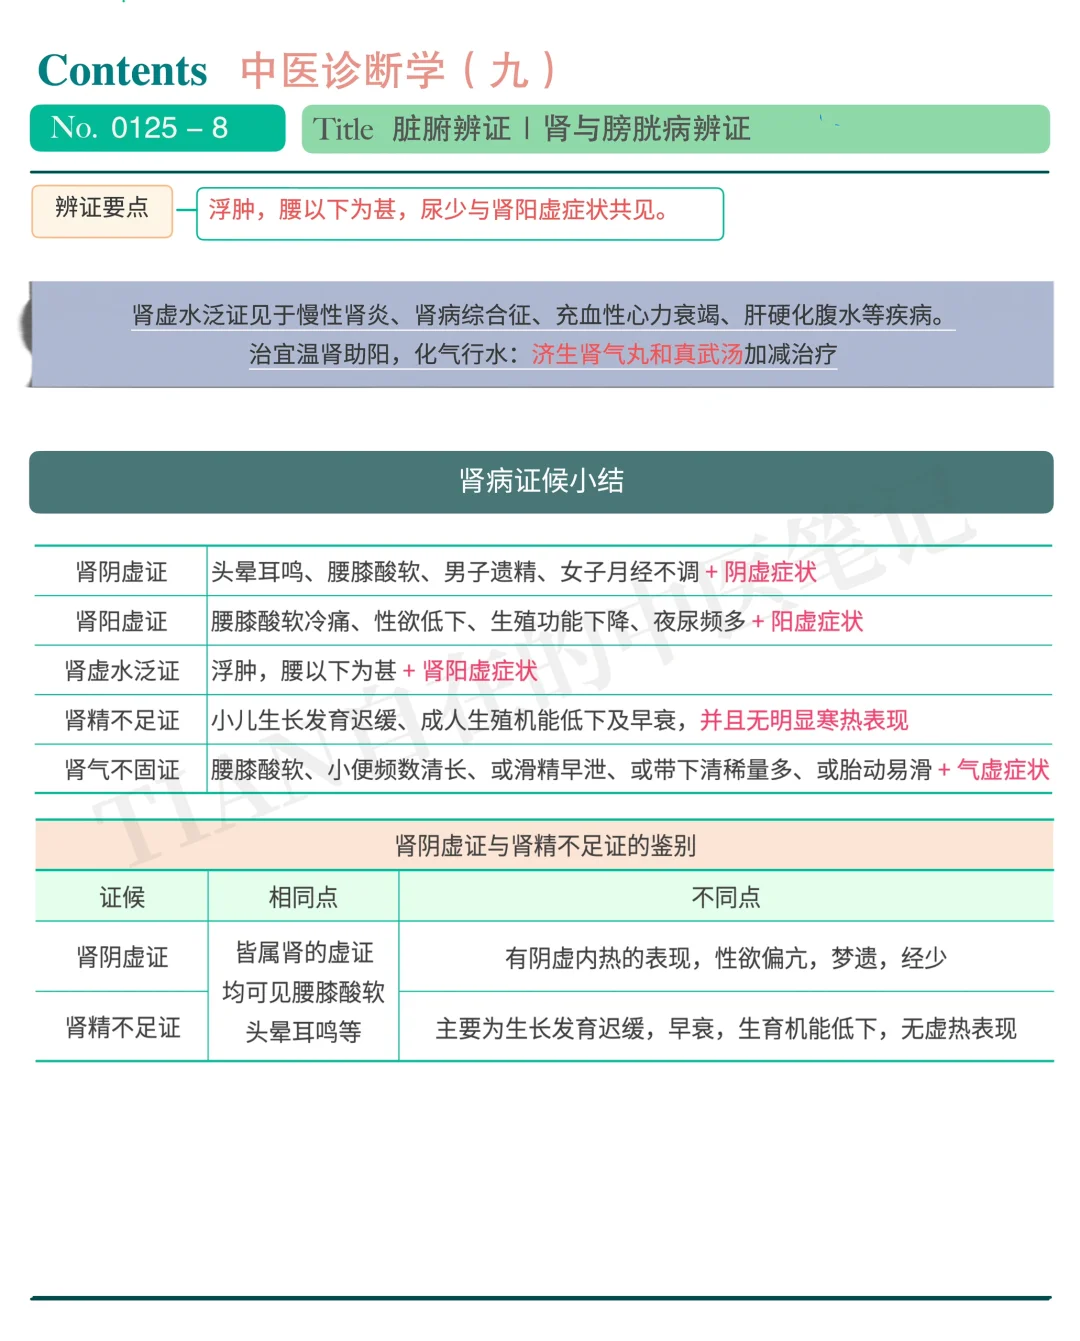 Contents 中医诊断学（九）
No. 0125 – 8
Title 脏腑辨证 | 肾与膀胱病辨证
辨证要点
浮肿，腰以下为甚，尿少与肾阳虚症状共见。
肾虚水泛证见于慢性肾炎、肾病综合征、充血性心力衰竭、肝硬化腹水等疾病。
治宜温肾助阳，化气行水：济生肾气丸和真武汤加减治疗
肾病证候小结
肾阴虚证 头晕耳鸣、腰膝酸软、男子遗精、女子月经不调 + 阴虚症状
肾阳虚证 腰膝酸软冷痛、性欲低下、生殖功能下降、夜尿频多 + 阳虚症状
肾虚水泛证 浮肿，腰以下为甚 + 肾阳虚症状
肾精不足证 小儿生长发育迟缓、成人生殖机能低下及早衰，并且无明显寒热表现
肾气不固证 腰膝酸软、小便频数清长、或滑精早泄、或带下清稀量多、或胎动易滑 + 气虚症状
肾阴虚证与肾精不足证的鉴别
证候 相同点 不同点
肾阴虚证
皆属肾的虚证
均可见腰膝酸软
头晕耳鸣等
有阴虚内热的表现，性欲偏亢，梦遗，经少
肾精不足证
主要为生长发育迟缓，早衰，生育机能低下，无虚热表现
TIAN自在的中医笔记